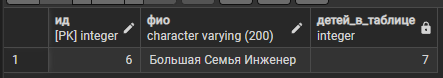 ид фио детей_в_таблице
[PK] integer character varying (200) integer
1 6 Большая Семья Инженер 7